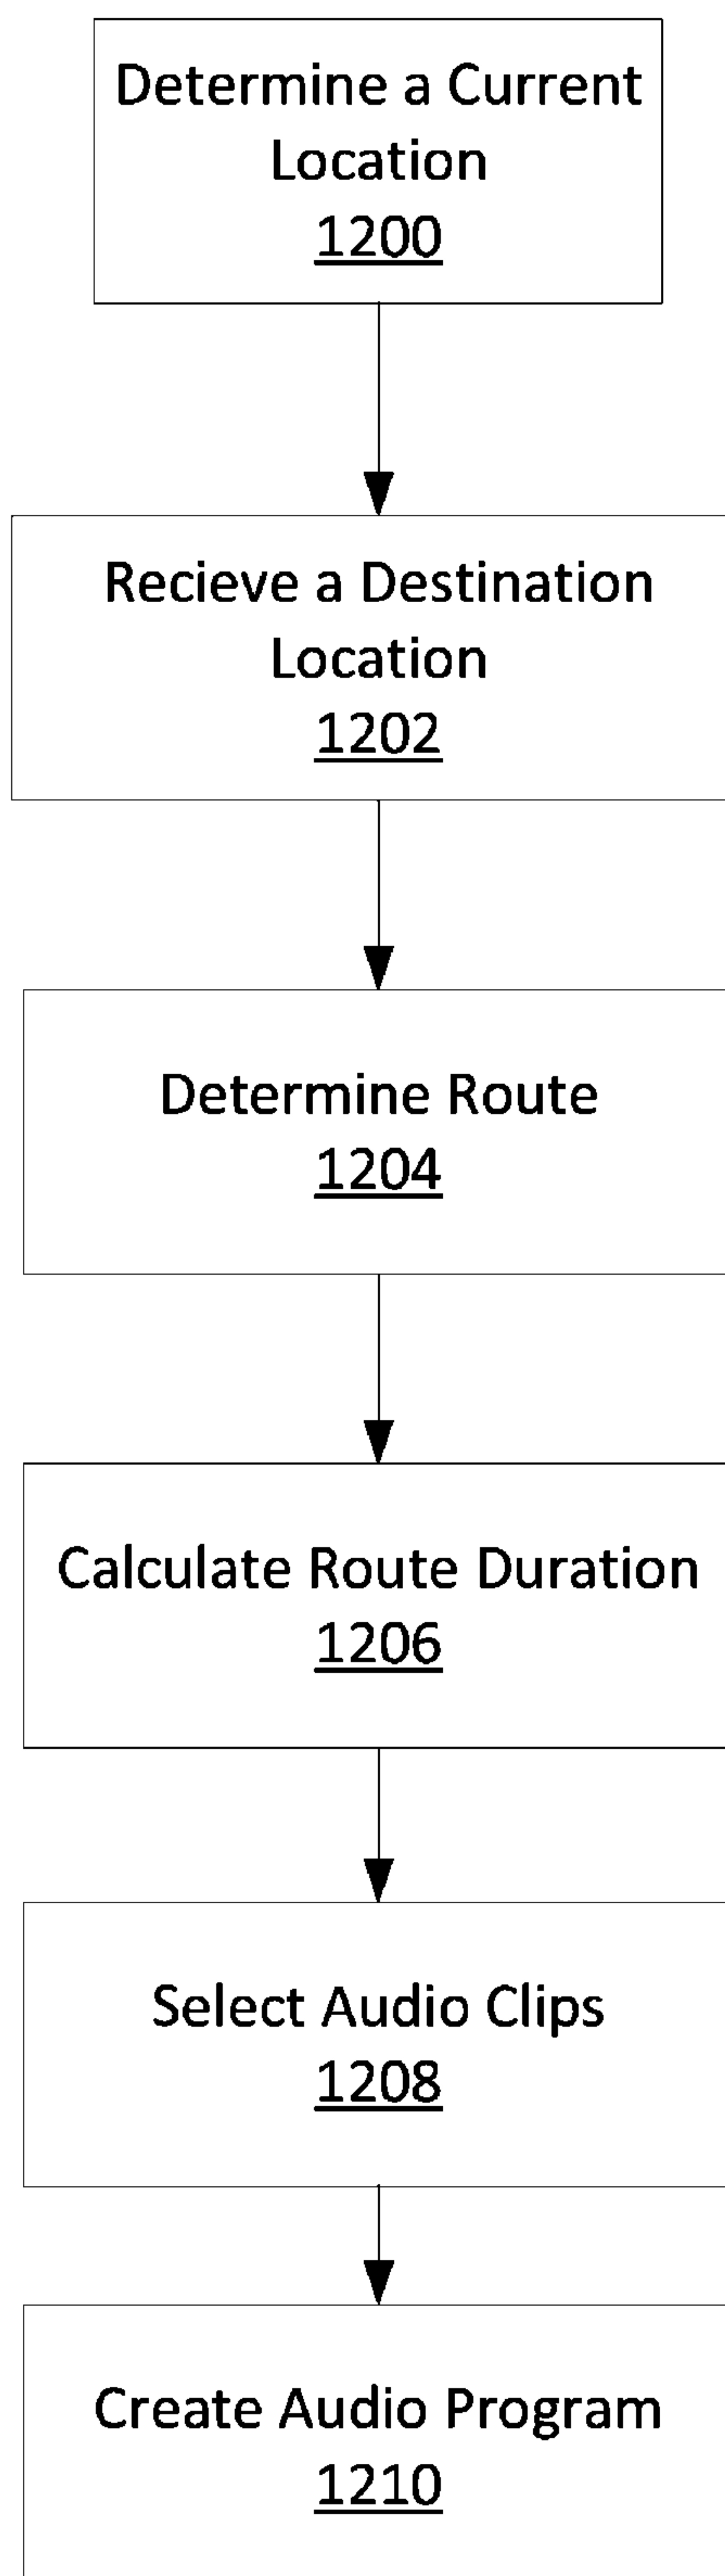 Determine a Current
Location
1200
Recieve a Destination
Location
1202
Determine Route
1204
Calculate Route Duration
1206
Select Audio Clips
1208
Create Audio Program
1210